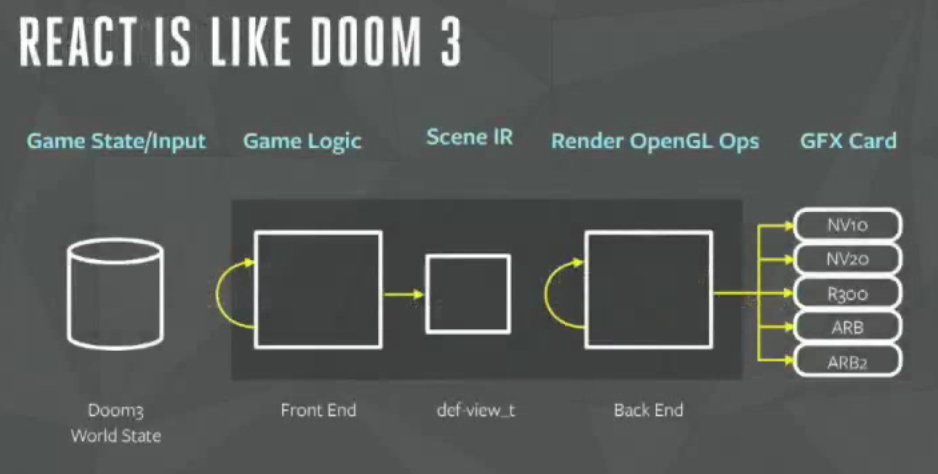 REACT IS LIKE DOOM 3
Game State/Input
Game Logic
Scene IR
Render OpenGL Ops
GFX Card
NV10
NV20
R300
ARB
ARB2
Doom3
World State
Front End
def-view_t
Back End